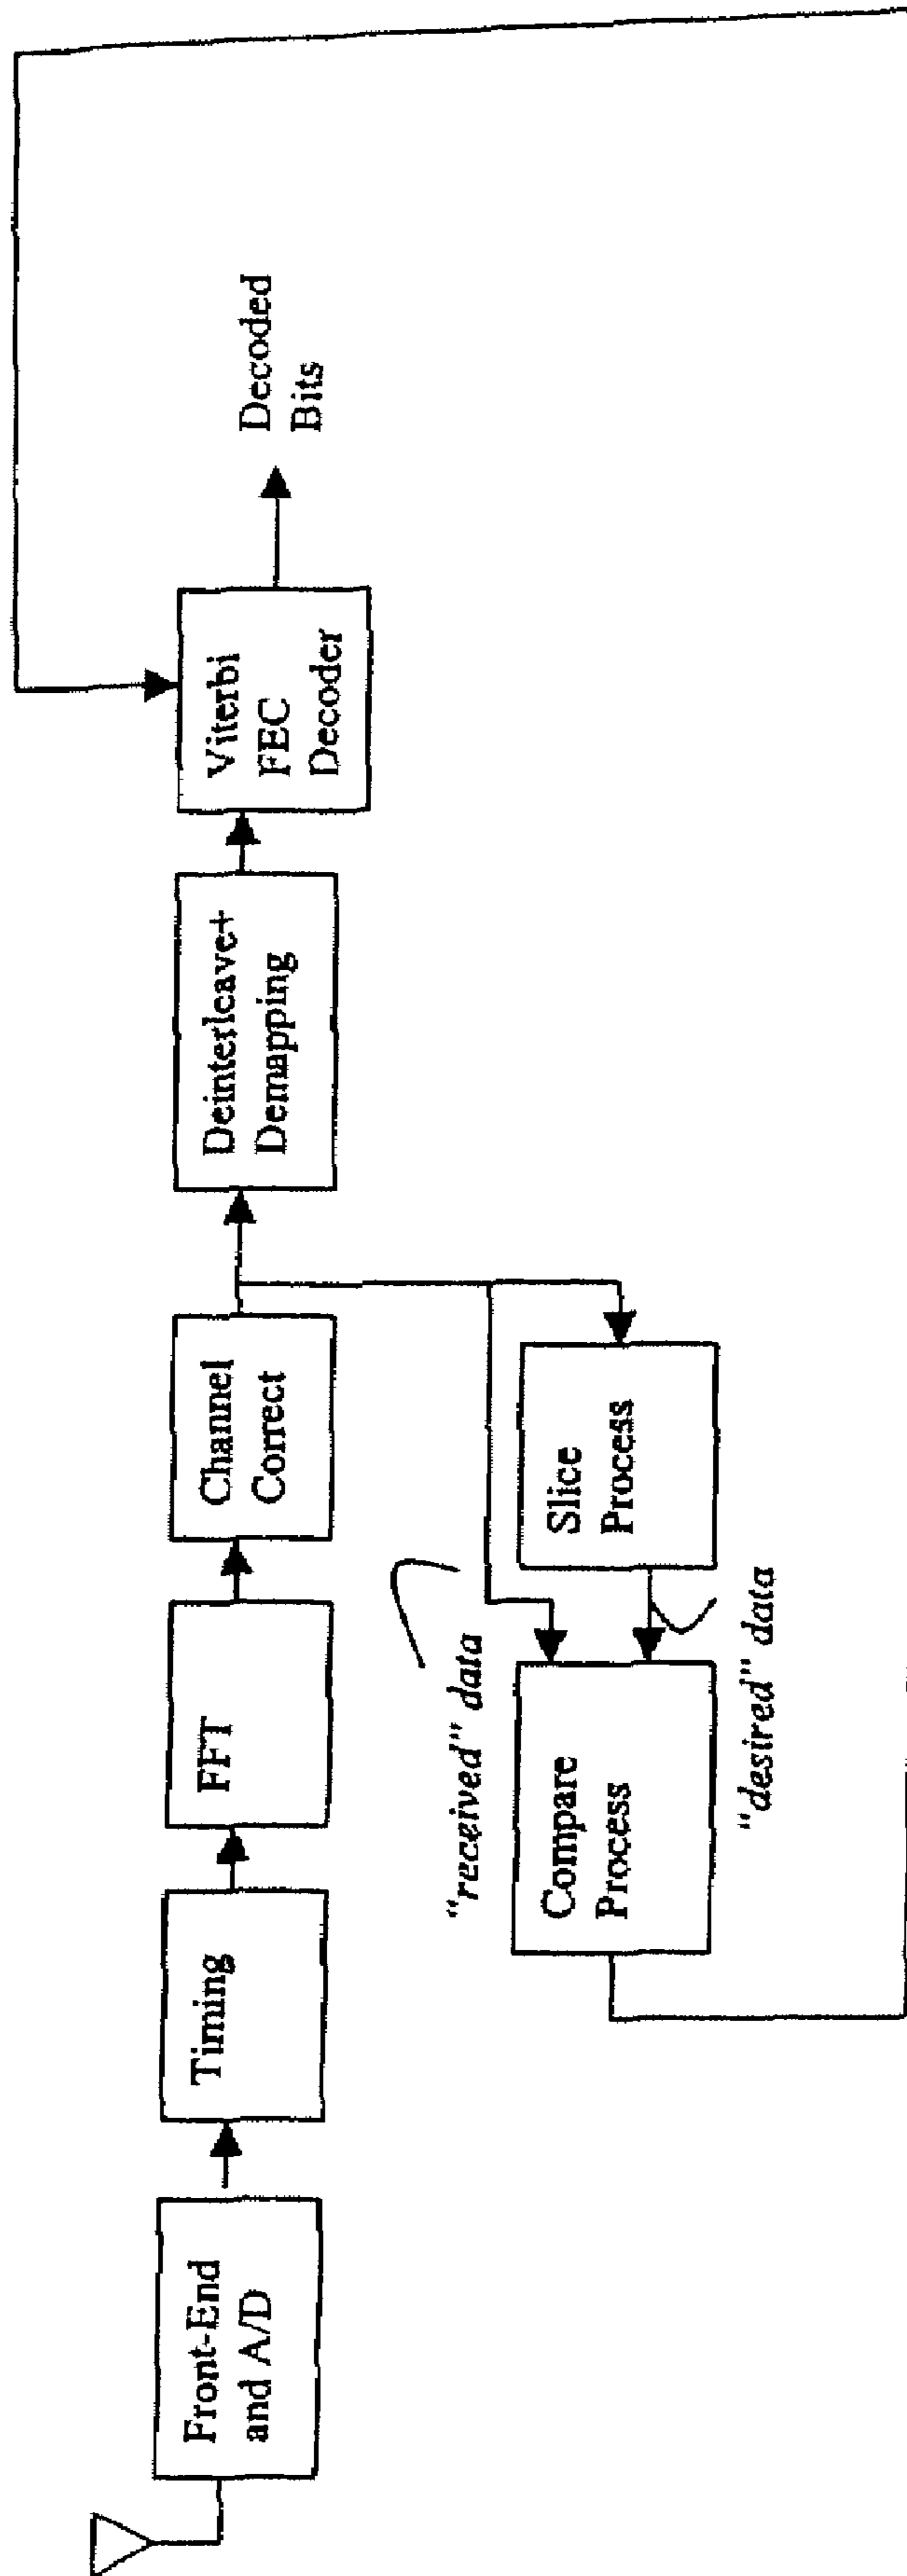 Front-End
and A/D
Timing
FFT
Channel
Correct
Deinterleave+
Demapping
Viterbi
FEC
Decoder
Decoded
Bits
"received" data
Compare
Process
Slice
Process
"desired" data